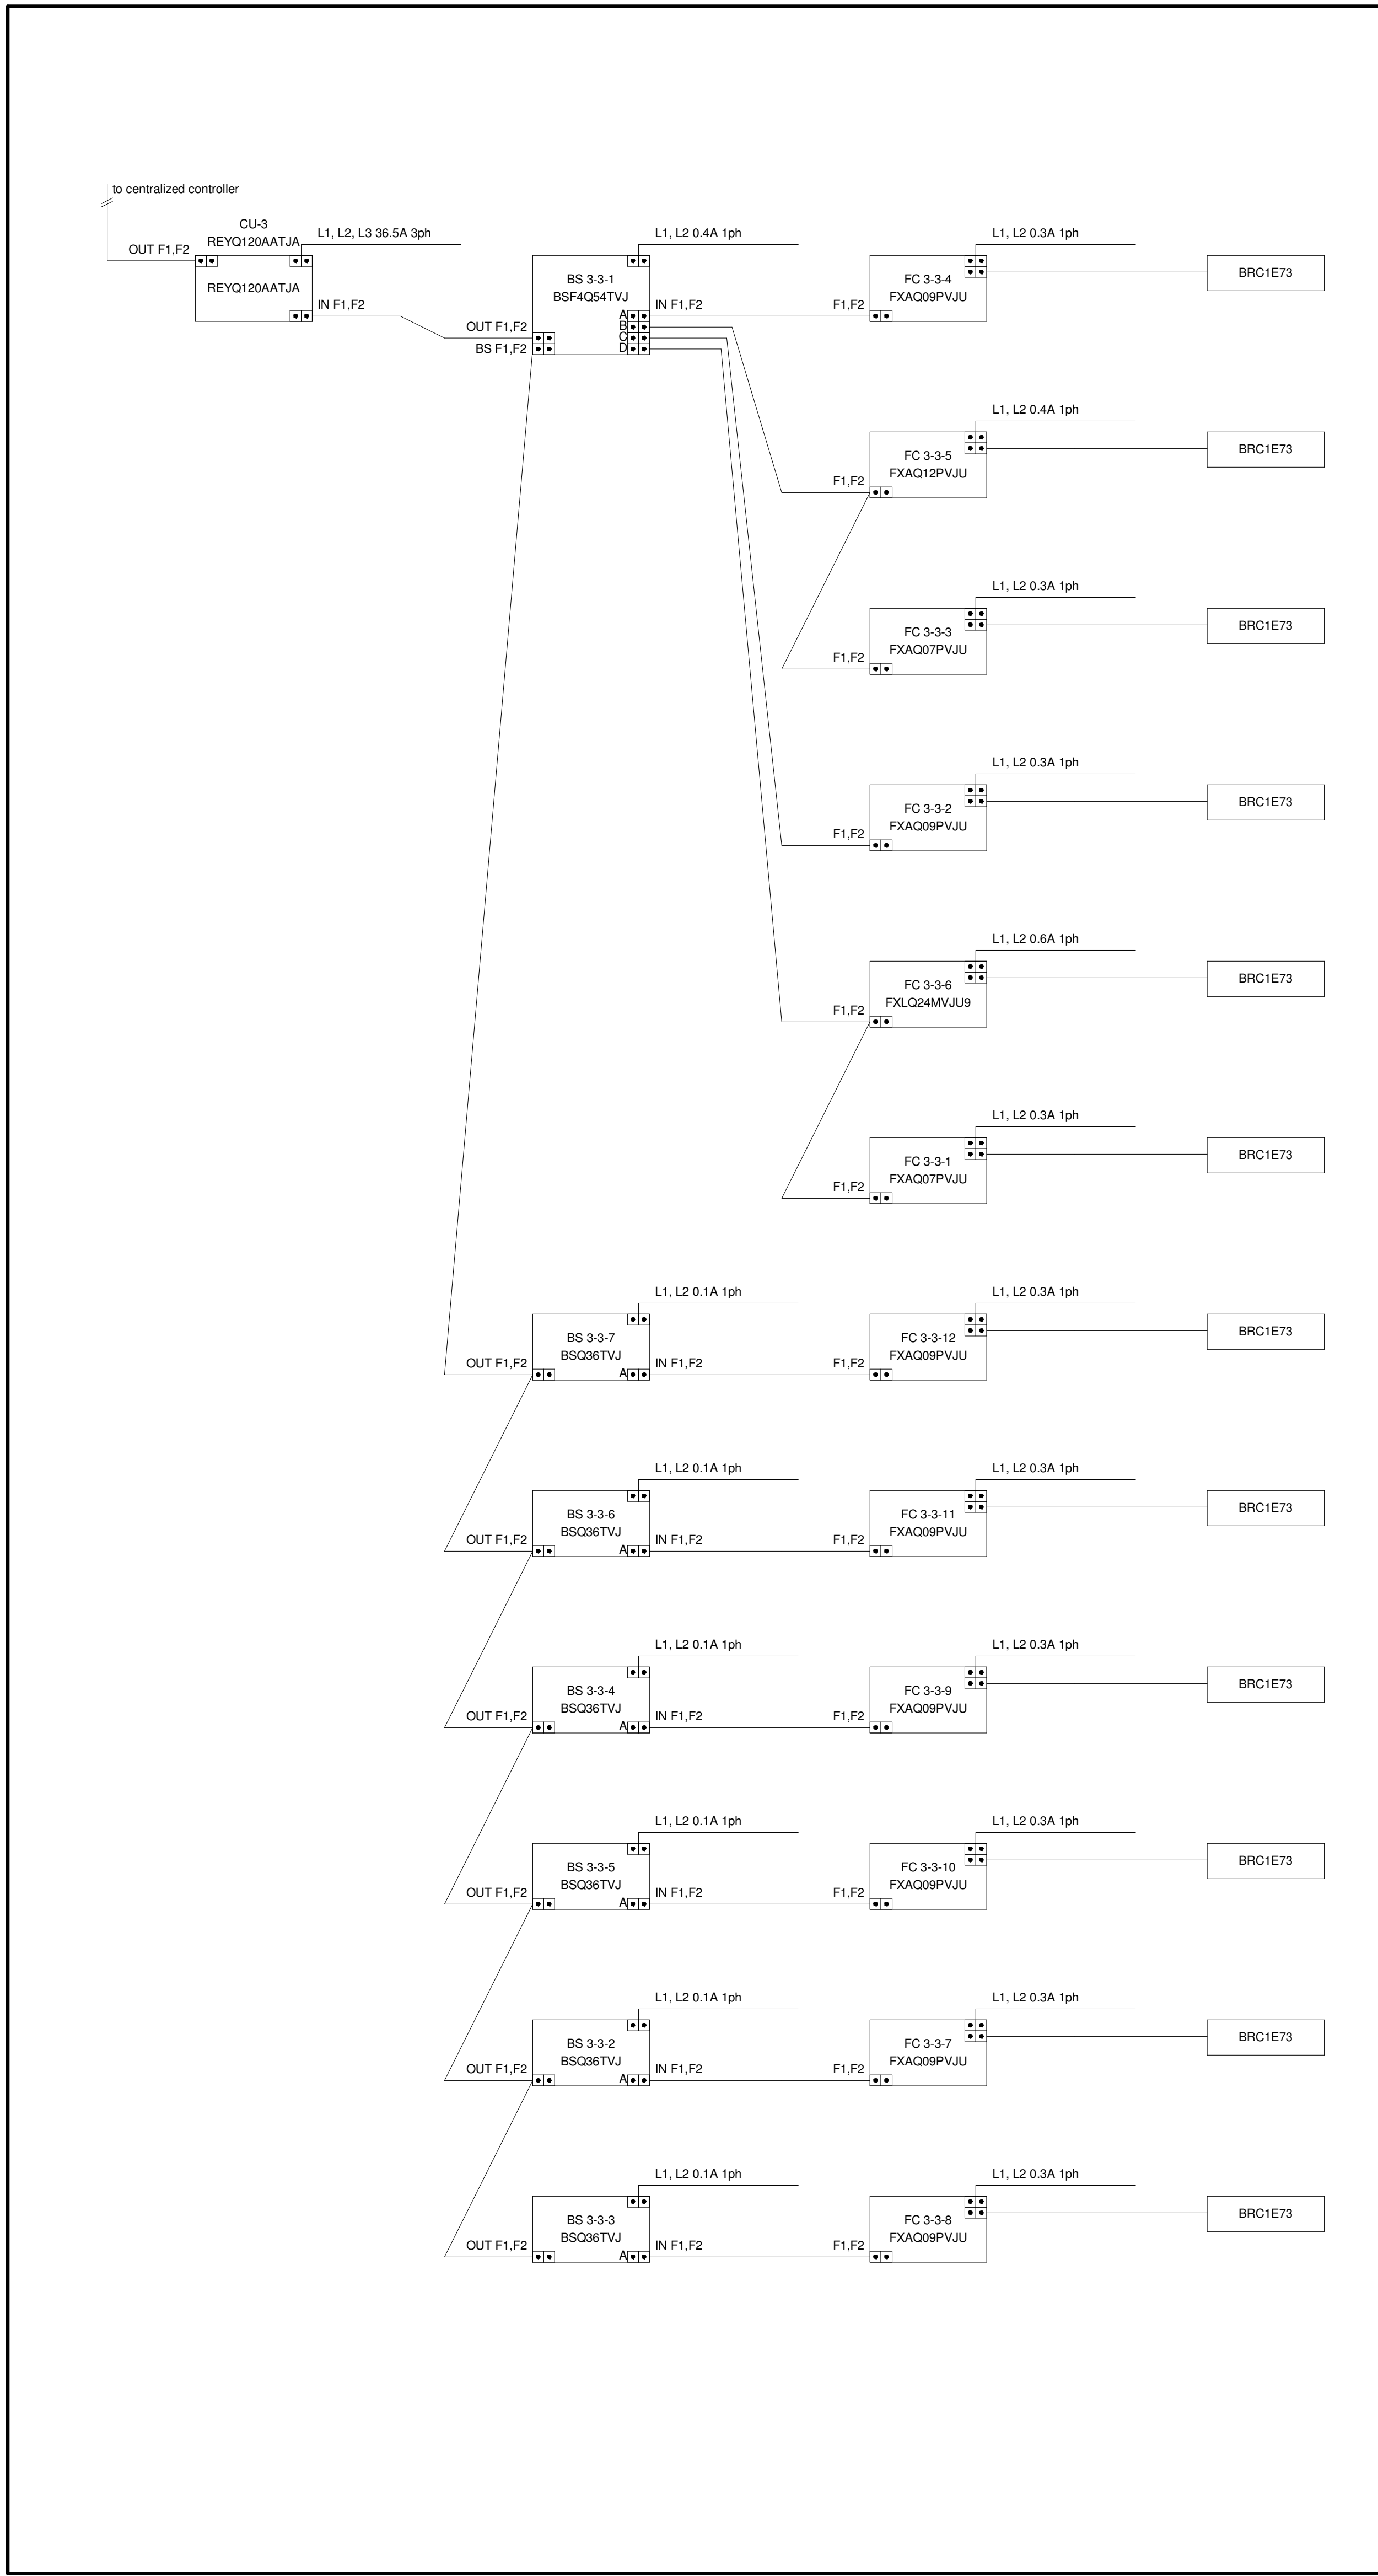 to centralized controller
CU-3
REYQ120AATJA
L1, L2, L3 36.5A 3ph
OUT F1,F2
REYQ120AATJA
IN F1,F2
L1, L2 0.4A 1ph
BS 3-3-1
BSF4Q54TVJ
OUT F1,F2
BS F1,F2
A
B
C
D
IN F1,F2
L1, L2 0.3A 1ph
FC 3-3-4
FXAQ09PVJU
F1,F2
BRC1E73
L1, L2 0.4A 1ph
FC 3-3-5
FXAQ12PVJU
F1,F2
BRC1E73
L1, L2 0.3A 1ph
FC 3-3-3
FXAQ07PVJU
F1,F2
BRC1E73
L1, L2 0.3A 1ph
FC 3-3-2
FXAQ09PVJU
F1,F2
BRC1E73
L1, L2 0.6A 1ph
FC 3-3-6
FXLQ24MVJU9
F1,F2
BRC1E73
L1, L2 0.3A 1ph
FC 3-3-1
FXAQ07PVJU
F1,F2
BRC1E73
L1, L2 0.1A 1ph
BS 3-3-7
BSQ36TVJ
OUT F1,F2
A
IN F1,F2
L1, L2 0.3A 1ph
FC 3-3-12
FXAQ09PVJU
F1,F2
BRC1E73
L1, L2 0.1A 1ph
BS 3-3-6
BSQ36TVJ
OUT F1,F2
A
IN F1,F2
L1, L2 0.3A 1ph
FC 3-3-11
FXAQ09PVJU
F1,F2
BRC1E73
L1, L2 0.1A 1ph
BS 3-3-4
BSQ36TVJ
OUT F1,F2
A
IN F1,F2
L1, L2 0.3A 1ph
FC 3-3-9
FXAQ09PVJU
F1,F2
BRC1E73
L1, L2 0.1A 1ph
BS 3-3-5
BSQ36TVJ
OUT F1,F2
A
IN F1,F2
L1, L2 0.3A 1ph
FC 3-3-10
FXAQ09PVJU
F1,F2
BRC1E73
L1, L2 0.1A 1ph
BS 3-3-2
BSQ36TVJ
OUT F1,F2
A
IN F1,F2
L1, L2 0.3A 1ph
FC 3-3-7
FXAQ09PVJU
F1,F2
BRC1E73
L1, L2 0.1A 1ph
BS 3-3-3
BSQ36TVJ
OUT F1,F2
A
IN F1,F2
L1, L2 0.3A 1ph
FC 3-3-8
FXAQ09PVJU
F1,F2
BRC1E73